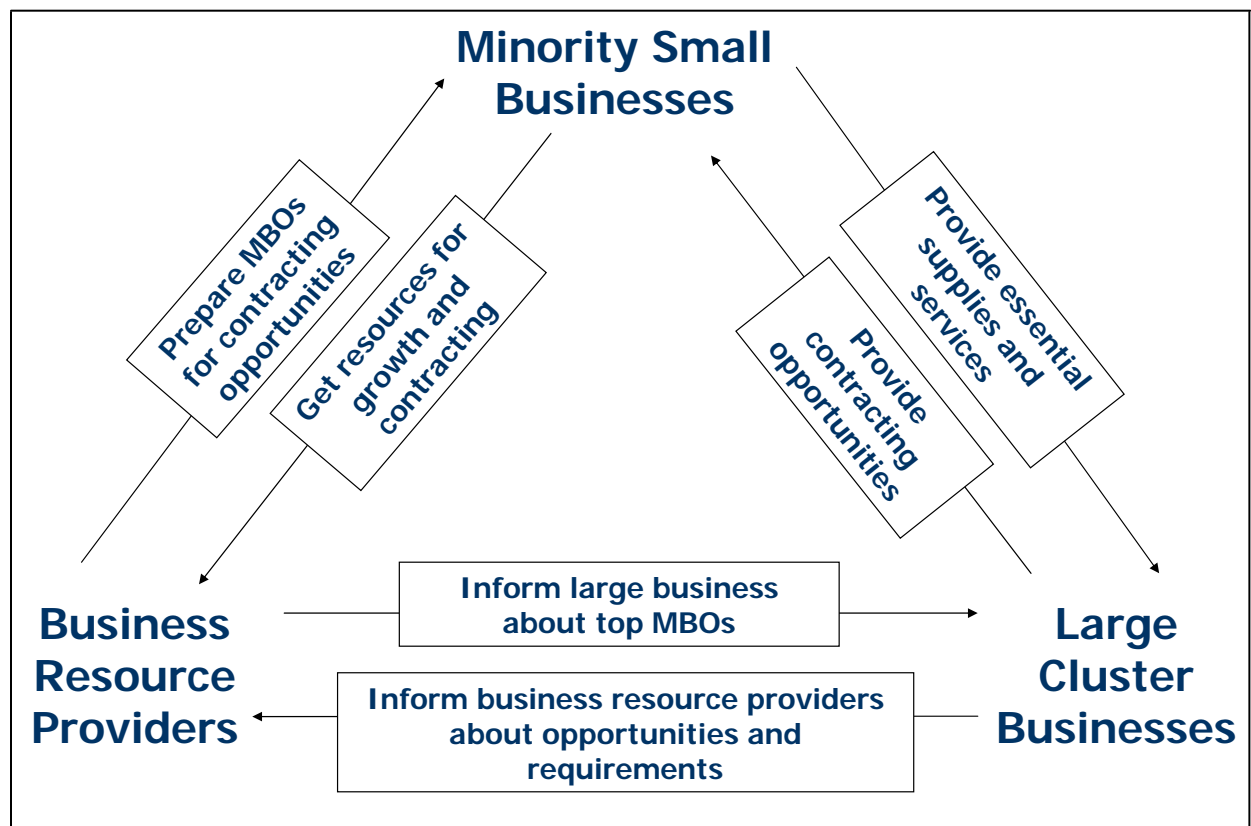 Minority Small
Businesses
Prepare MBOs
for contracting
opportunities
Get resources for
growth and
contracting
Provide
contracting
opportunities
Provide essential
supplies and
services
Inform large business
about top MBOs
Business
Resource
Providers
Large
Cluster
Businesses
Inform business resource providers
about opportunities and
requirements